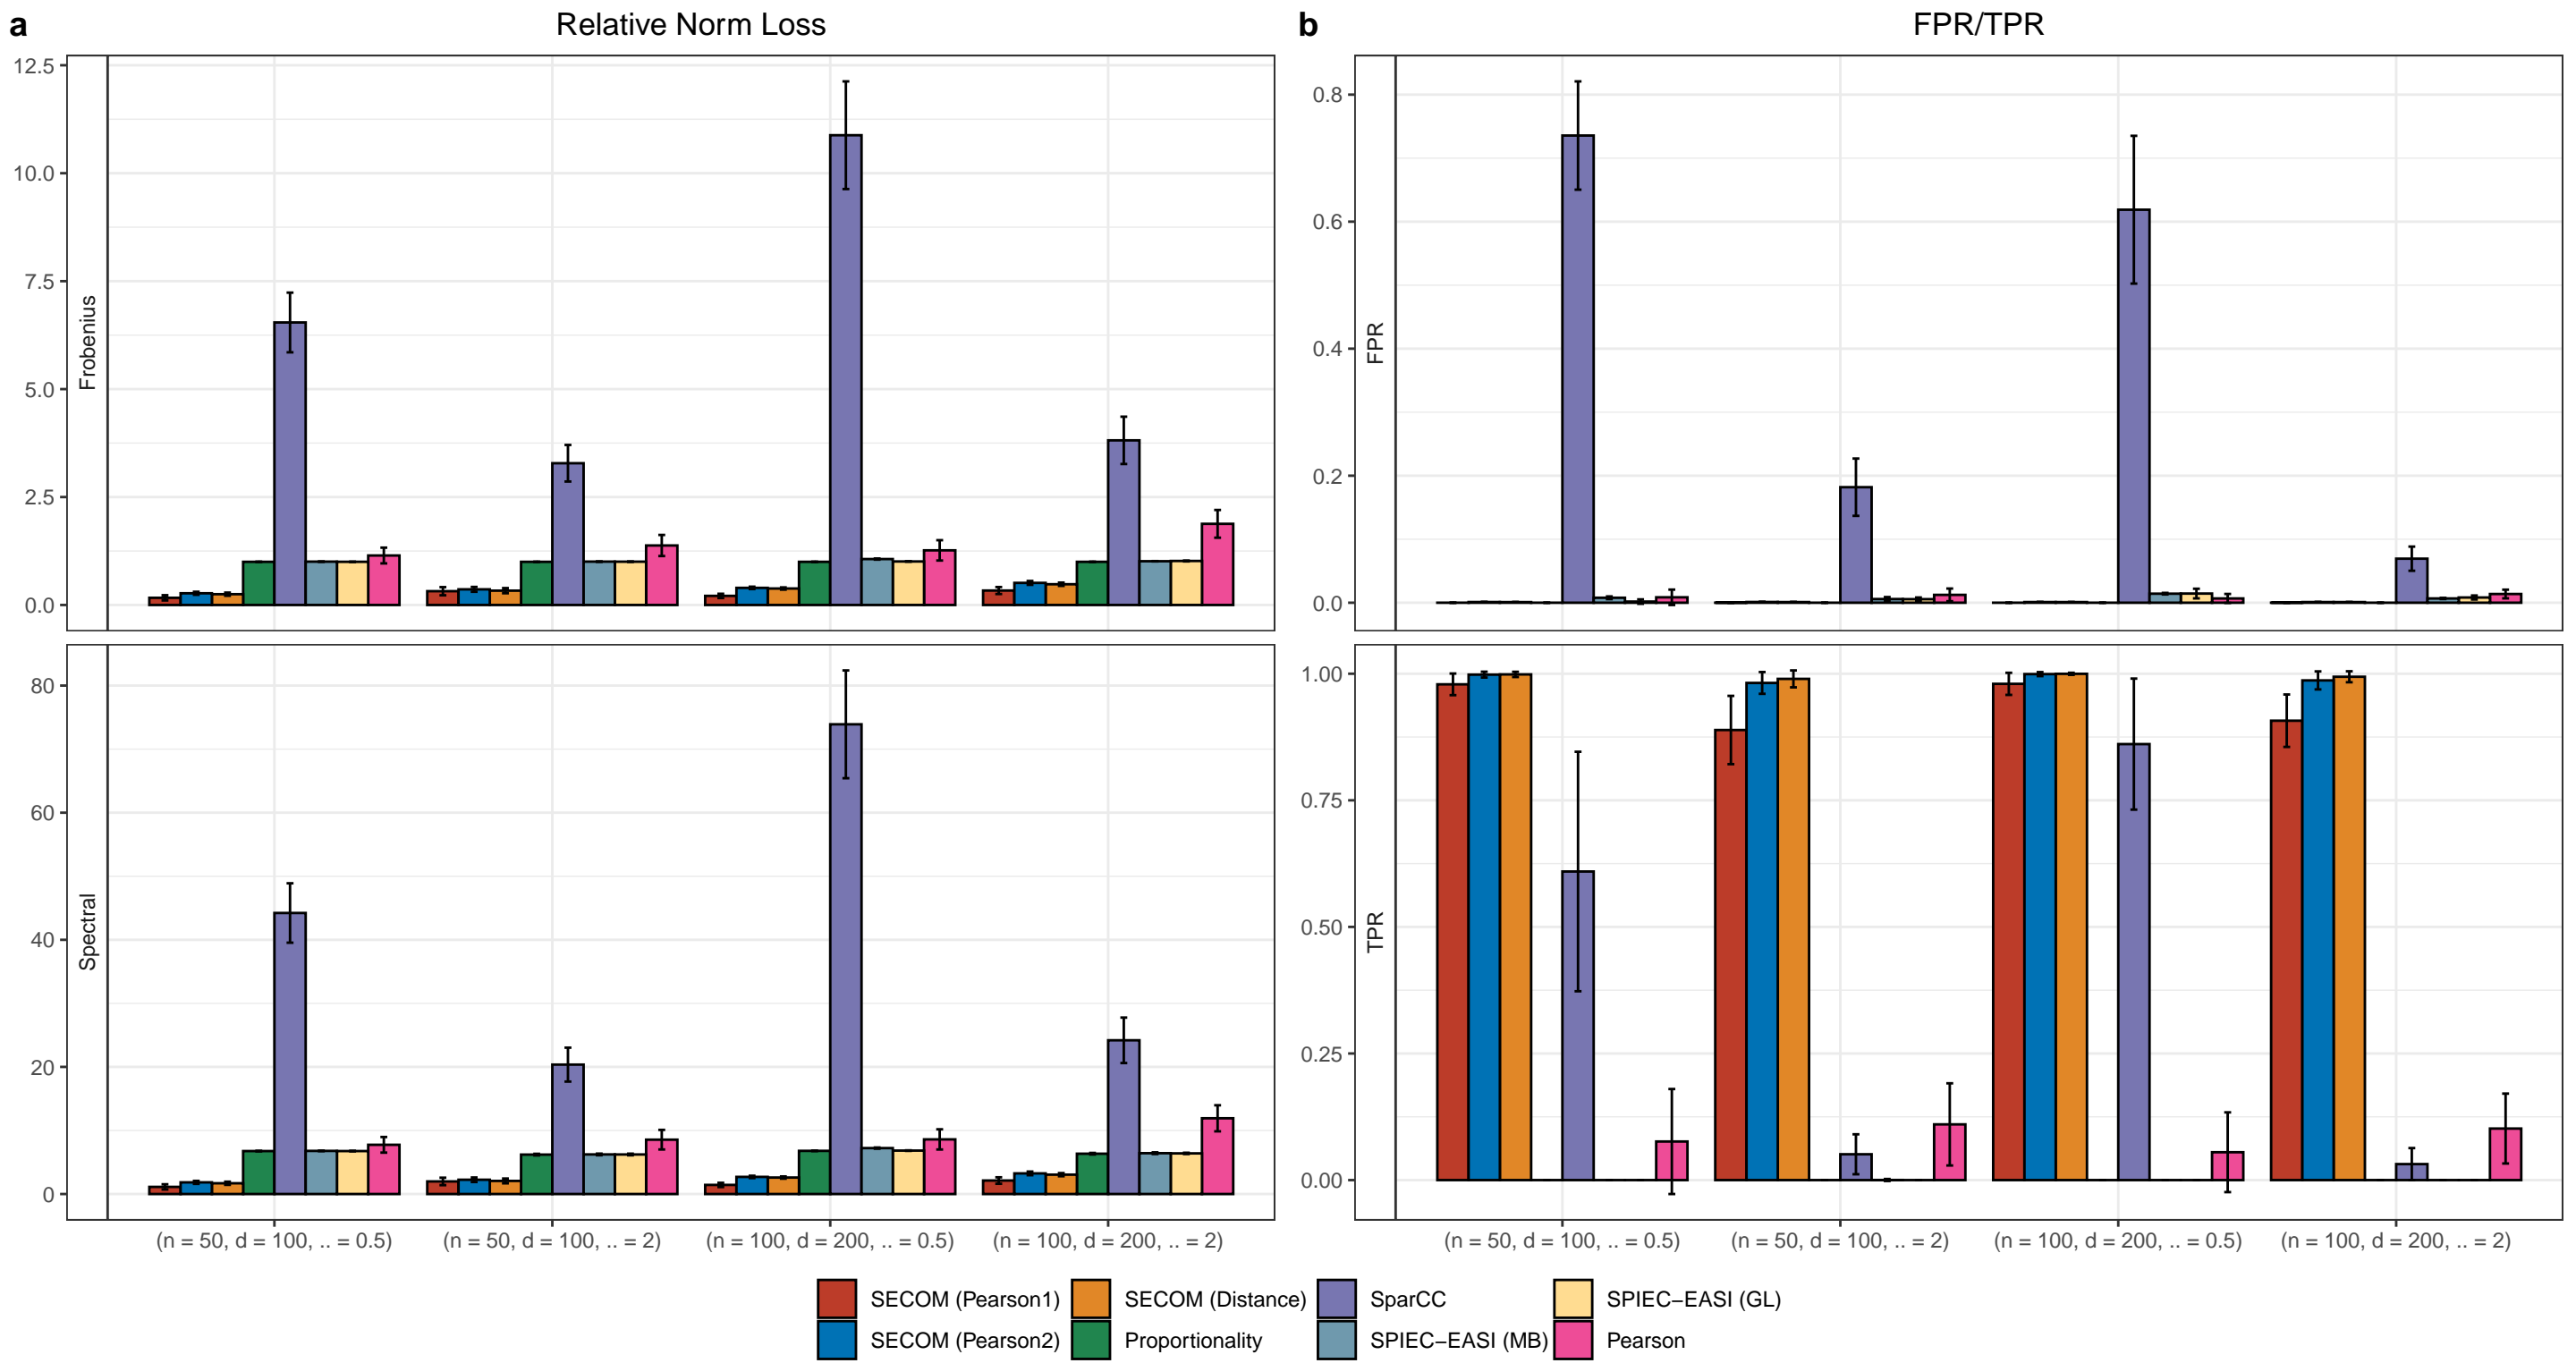 a
Relative Norm Loss
12.5
10.0
7.5
5.0
2.5
0.0
Frobenius
80
60
40
20
0
Spectral
(n = 50, d = 100, .. = 0.5)
(n = 50, d = 100, .. = 2)
(n = 100, d = 200, .. = 0.5)
(n = 100, d = 200, .. = 2)
b
FPR/TPR
0.8
0.6
0.4
0.2
0.0
FPR
1.00
0.75
0.50
0.25
0.00
TPR
(n = 50, d = 100, .. = 0.5)
(n = 50, d = 100, .. = 2)
(n = 100, d = 200, .. = 0.5)
(n = 100, d = 200, .. = 2)
SECOM (Pearson1)
SECOM (Distance)
SparCC
SPIEC−EASI (GL)
SECOM (Pearson2)
Proportionality
SPIEC−EASI (MB)
Pearson